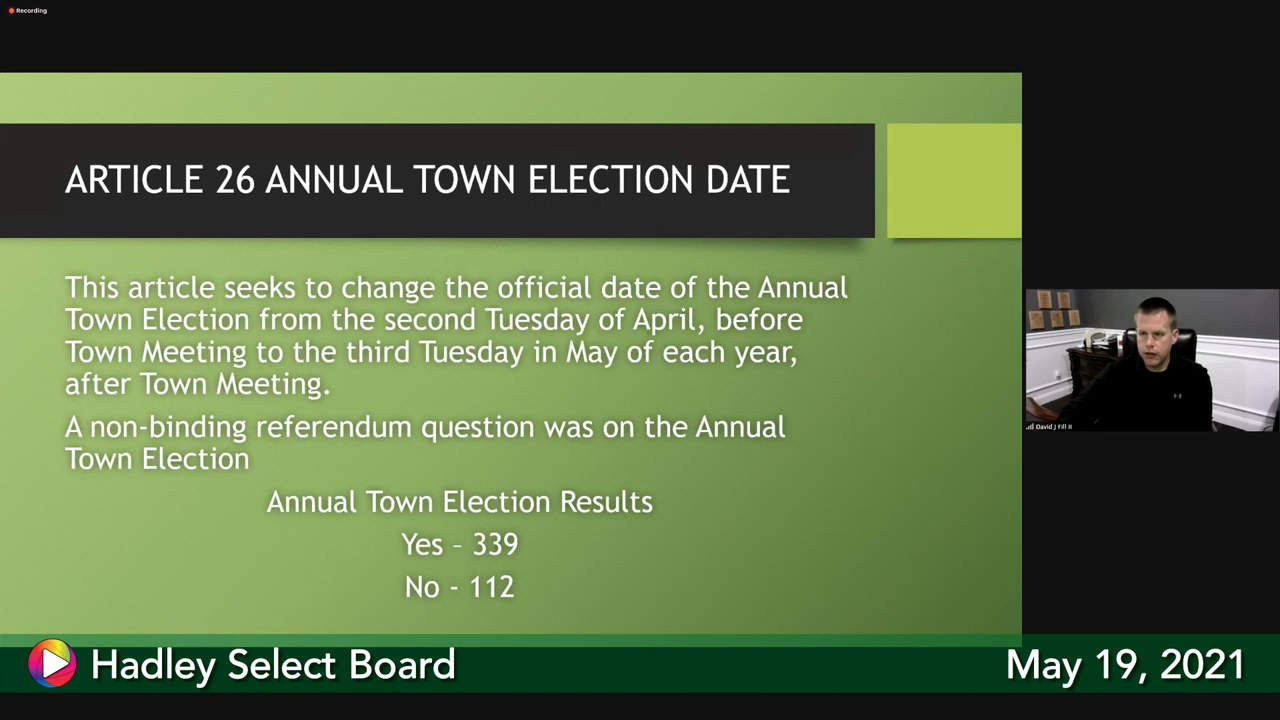 Recording
ARTICLE 26 ANNUAL TOWN ELECTION DATE
This article seeks to change the official date of the Annual
Town Election from the second Tuesday of April, before
Town Meeting to the third Tuesday in May of each year,
after Town Meeting.
A non-binding referendum question was on the Annual
Town Election
Annual Town Election Results
Yes – 339
No - 112
David J Fill II
Hadley Select Board
May 19, 2021